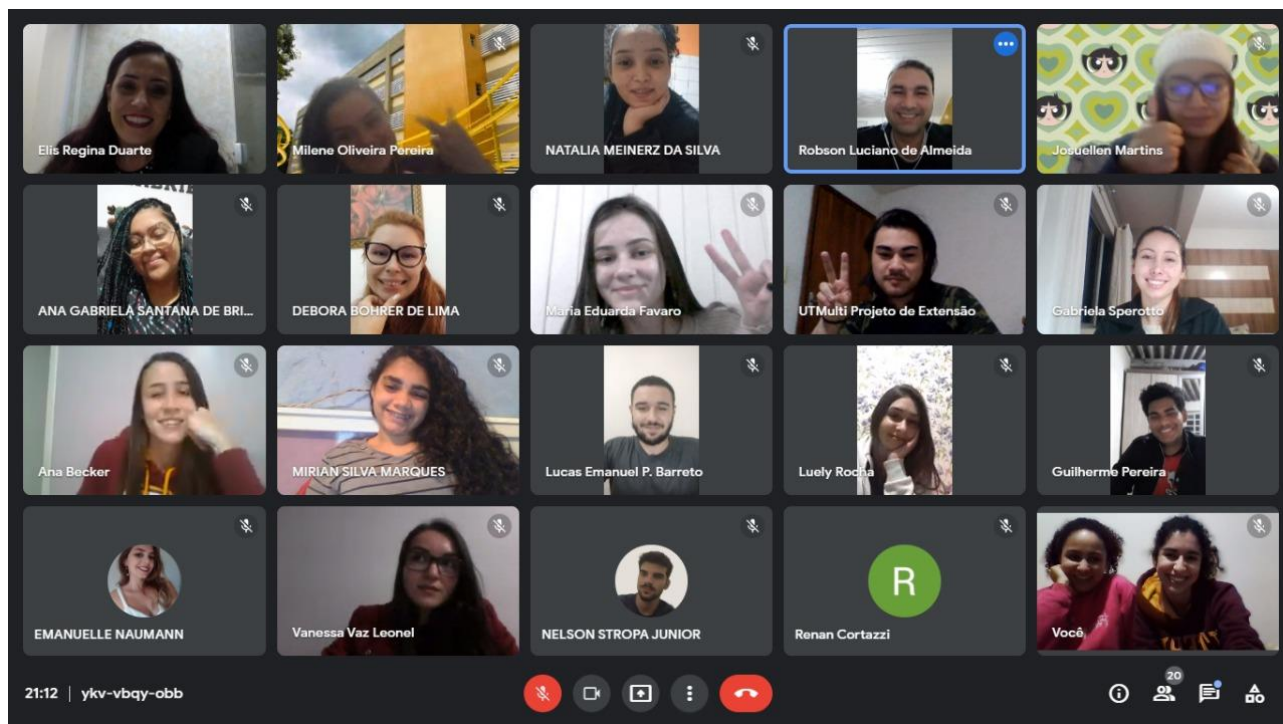 Elis Regina Duarte
Milene Oliveira Pereira
NATALIA MEINERZ DA SILVA
Robson Luciano de Almeida
Josuellen Martins
ANA GABRIELA SANTANA DE BRI...
DEBORA BOHRER DE LIMA
Maria Eduarda Favaro
UTMulti Projeto de Extensão
Gabriela Sperotto
Ana Becker
MIRIAN SILVA MARQUES
Lucas Emanuel P. Barreto
Luely Rocha
Guilherme Pereira
EMANUELLE NAUMANN
Vanessa Vaz Leonel
NELSON STROPA JUNIOR
R
Renan Cortazzi
Você
21:12 | ykv-vbqy-obb
20